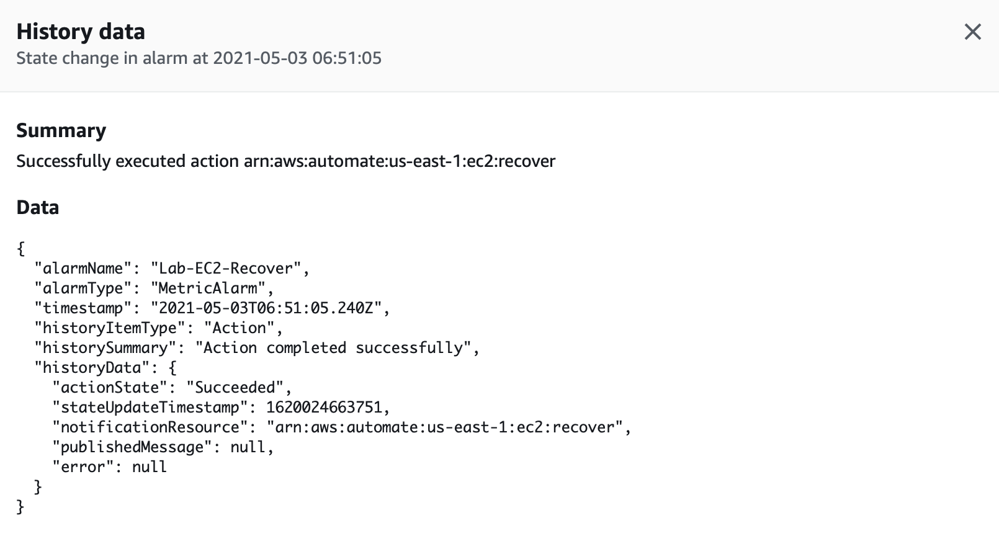 History data
State change in alarm at 2021-05-03 06:51:05
Summary
Successfully executed action arn:aws:automate:us-east-1:ec2:recover
Data
{
  "alarmName": "Lab-EC2-Recover",
  "alarmType": "MetricAlarm",
  "timestamp": "2021-05-03T06:51:05.240Z",
  "historyItemType": "Action",
  "historySummary": "Action completed successfully",
  "historyData": {
    "actionState": "Succeeded",
    "stateUpdateTimestamp": 1620024663751,
    "notificationResource": "arn:aws:automate:us-east-1:ec2:recover",
    "publishedMessage": null,
    "error": null
  }
}